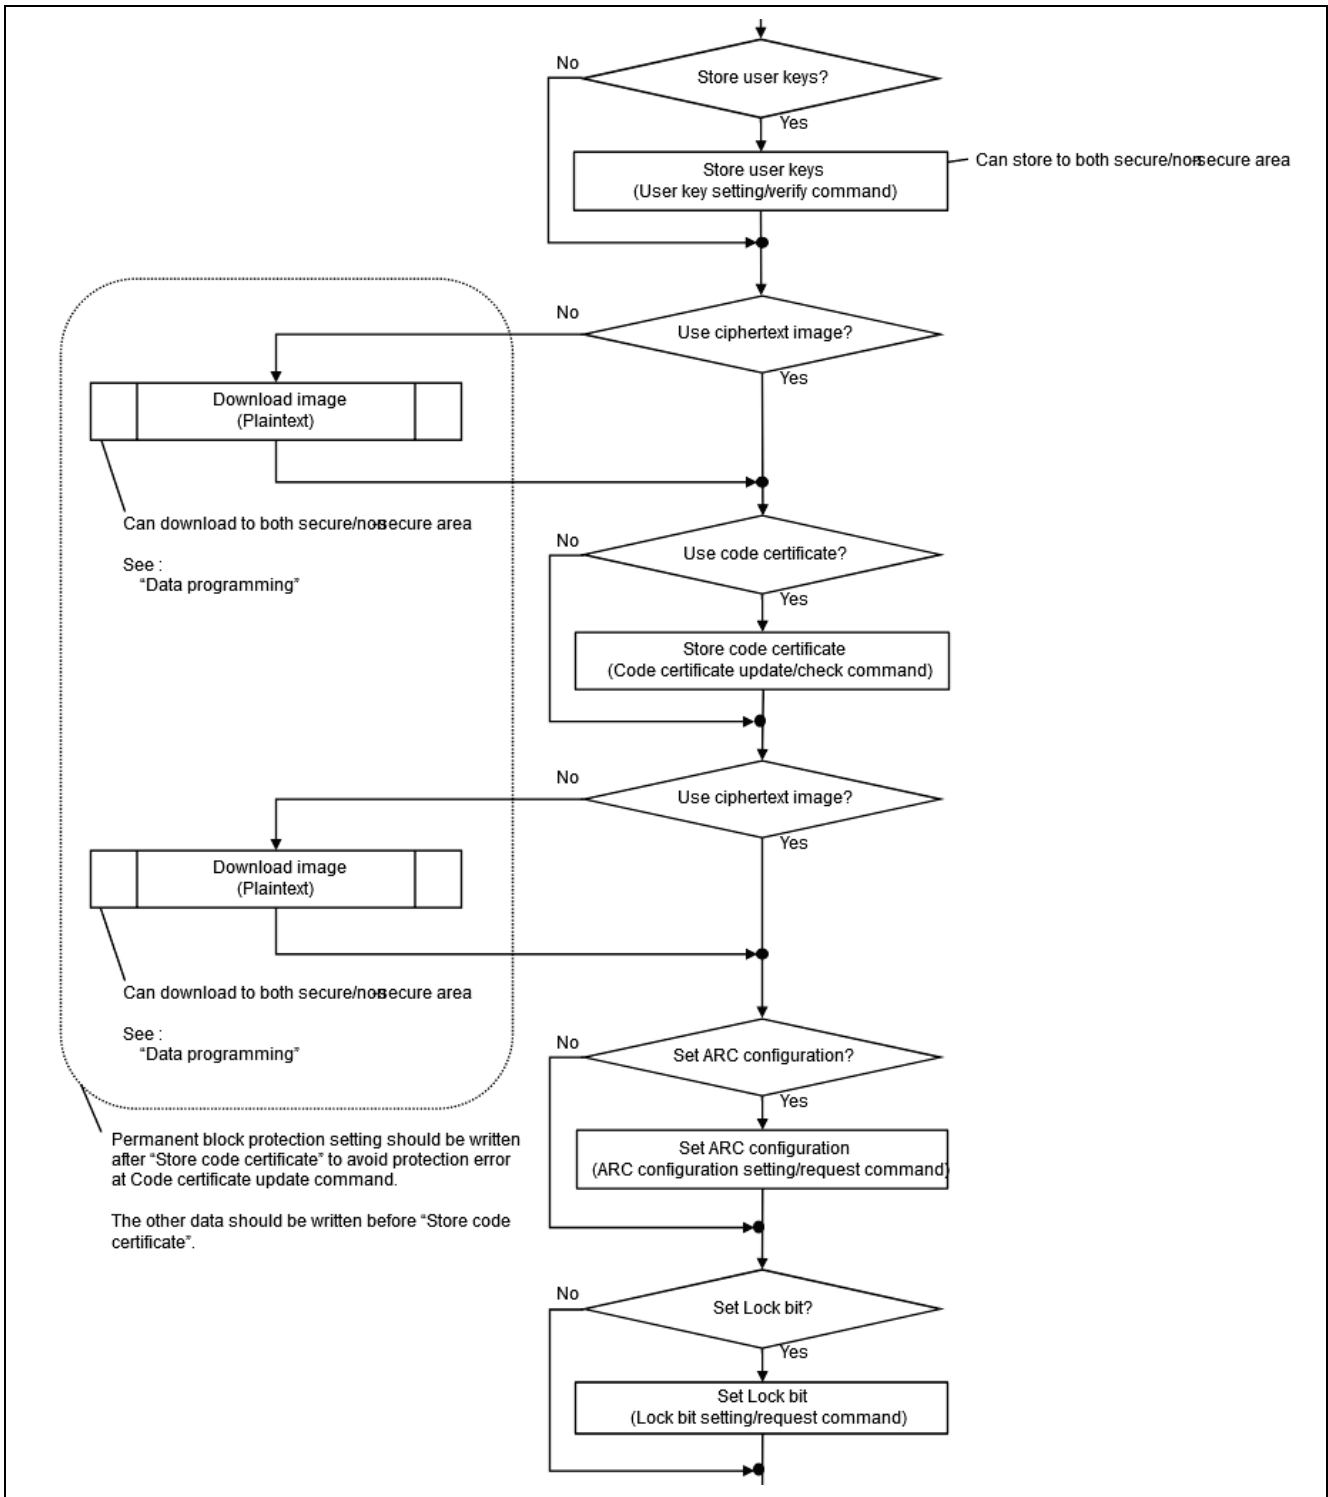 No
Store user keys?
Yes
Store user keys
(User key setting/verify command)
Can store to both secure/non-secure area
No
Use ciphertext image?
Yes
Download image
(Plaintext)
Can download to both secure/non-secure area
See :
“Data programming”
No
Use code certificate?
Yes
Store code certificate
(Code certificate update/check command)
No
Use ciphertext image?
Yes
Download image
(Plaintext)
Can download to both secure/non-secure area
See :
“Data programming”
No
Set ARC configuration?
Yes
Set ARC configuration
(ARC configuration setting/request command)
Permanent block protection setting should be written
after “Store code certificate” to avoid protection error
at Code certificate update command.
The other data should be written before “Store code
certificate”.
No
Set Lock bit?
Yes
Set Lock bit
(Lock bit setting/request command)